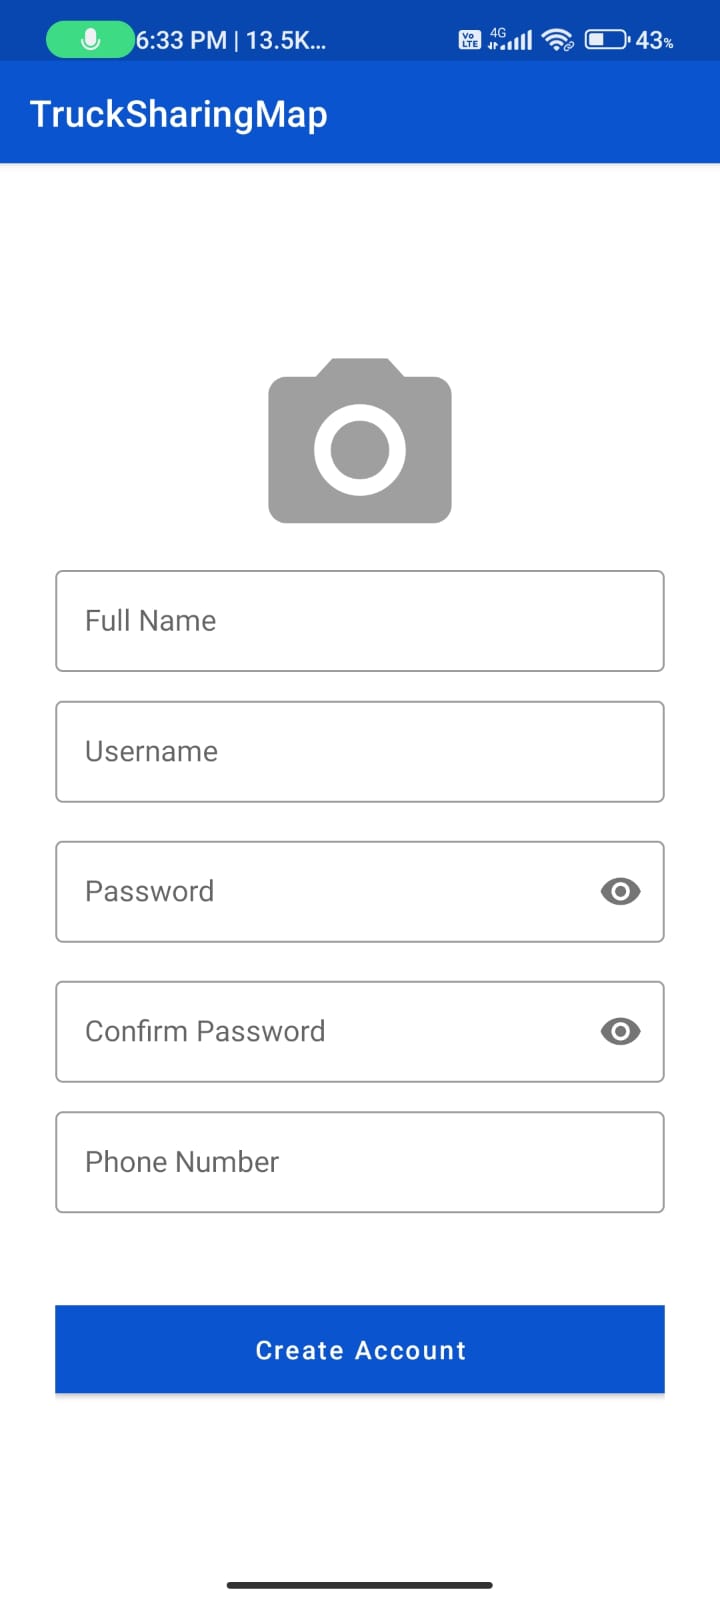 6:33 PM | 13.5K... Vo LTE 4G 43%
TruckSharingMap
Full Name
Username
Password
Confirm Password
Phone Number
Create Account